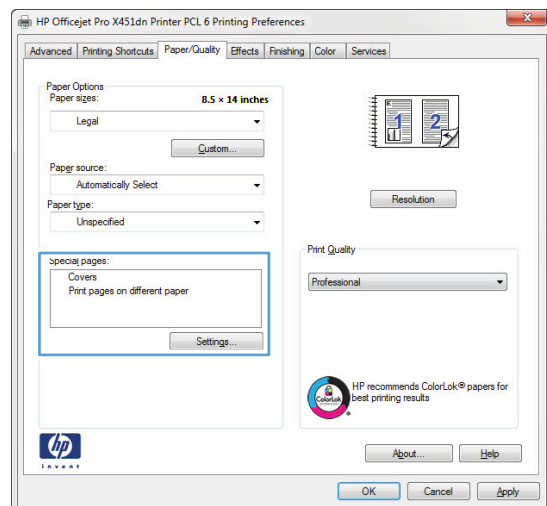 HP Officejet Pro X451dn Printer PCL 6 Printing Preferences
Advanced Printing Shortcuts Paper/Quality Effects Finishing Color Services
Paper Options
Paper sizes: 8.5 × 14 inches
Legal
Custom...
Paper source:
Automatically Select
Paper type:
Unspecified
Special pages:
Covers
Print pages on different paper
Settings...
1 2
Resolution
Print Quality
Professional
ColorLok
HP recommends ColorLok® papers for
best printing results
hp
invent
About... Help
OK Cancel Apply